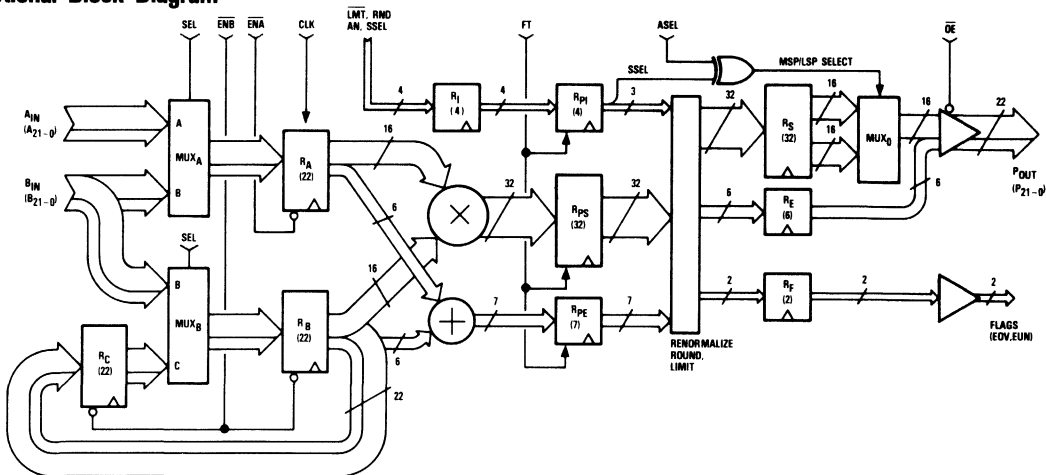 SEL
ENB
ENA
CLK
LMT, RND
AN, SSEL
FT
ASEL
OE
SSEL
MSP/LSP SELECT
4
RI
(4)
4
RPI
(4)
3
32
RS
(32)
16
16
MUXO
16
22
AIN
(A21-0)
A
MUXA
B
RA
(22)
16
BIN
(B21-0)
×
32
RPS
(32)
32
6
RE
(6)
6
POUT
(P21-0)
SEL
6
16
B
MUXB
C
RB
(22)
+
7
RPE
(7)
7
2
RF
(2)
2
2
FLAGS
(EOV, EUN)
RENORMALIZE
ROUND,
LIMIT
RC
(22)
6
22